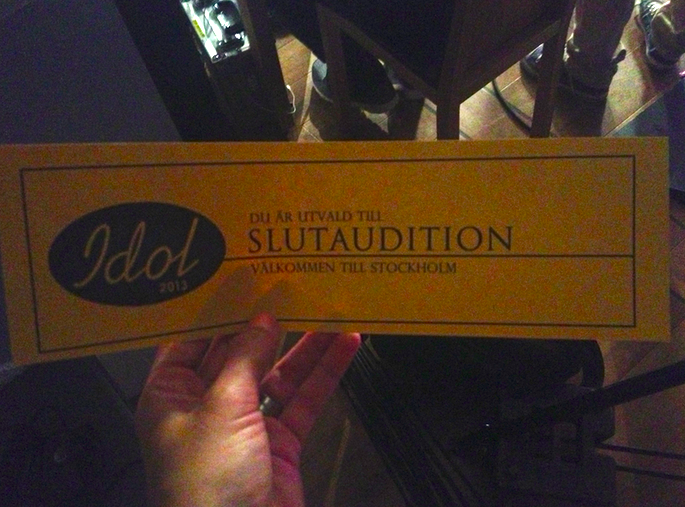 Idol
2013
DU ÄR UTVALD TILL
SLUTAUDITION
VÄLKOMMEN TILL STOCKHOLM